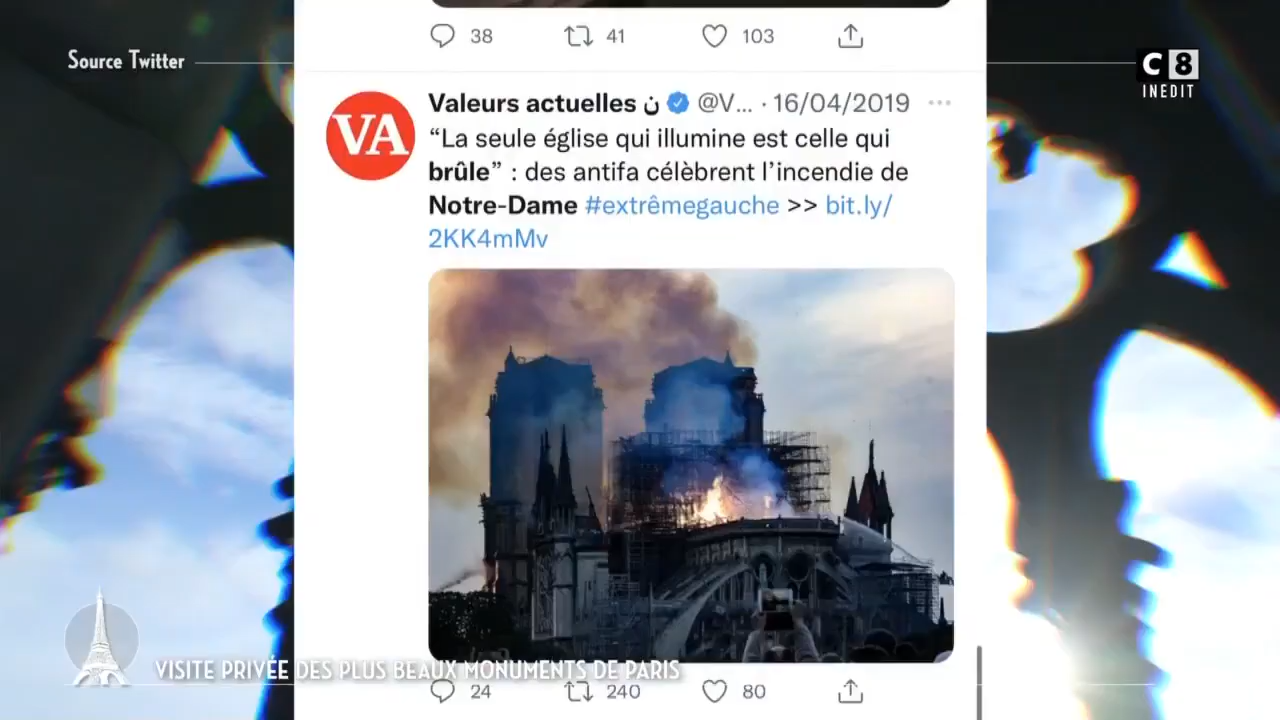 38 41 103
Source Twitter
C8
INEDIT
VA
Valeurs actuelles ن @V... · 16/04/2019
“La seule église qui illumine est celle qui
brûle” : des antifa célèbrent l’incendie de
Notre-Dame #extrêmegauche >> bit.ly/
2KK4mMv
VISITE PRIVÉE DES PLUS BEAUX MONUMENTS DE PARIS
24 240 80